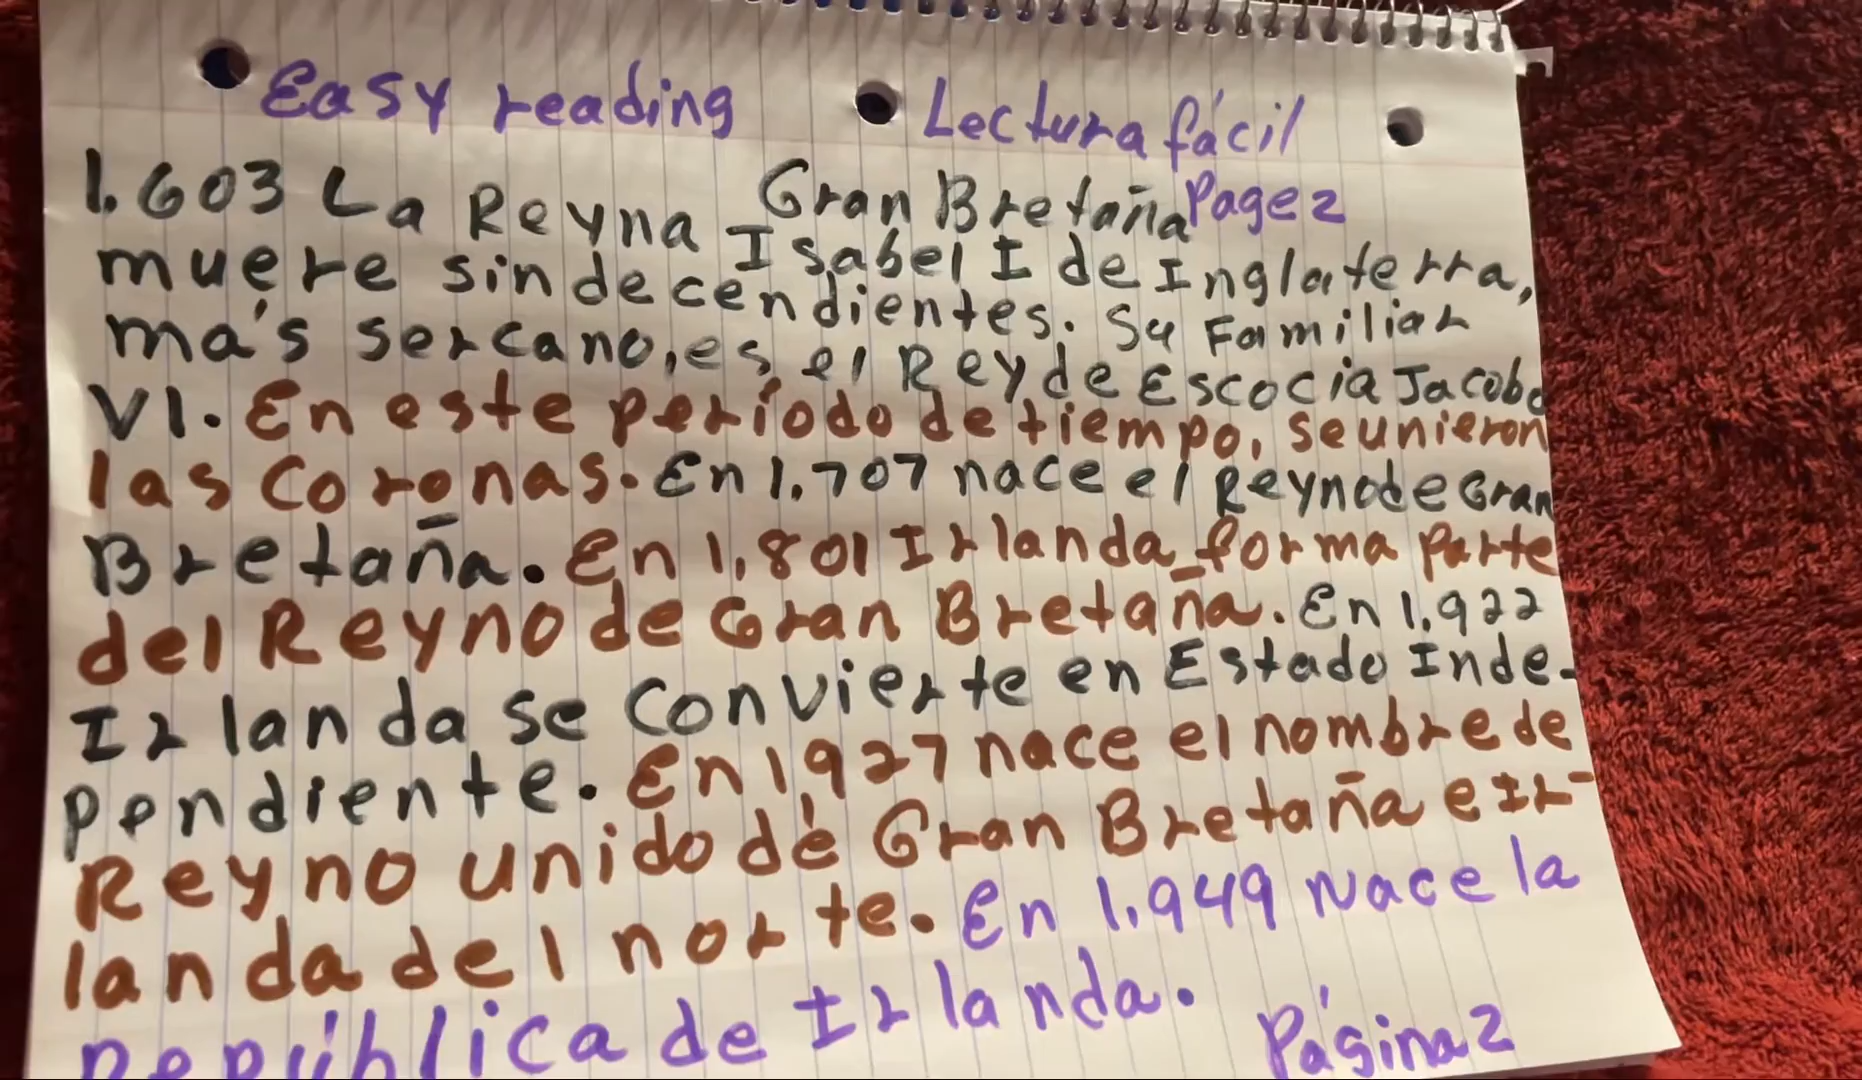 Easy reading Lectura fácil
Gran Bretaña Page 2
1.603 La Reyna Isabel I de Inglaterra,
muere sin decendientes. Su Familiar
más sercano, es el Rey de Escocia Jacobo
VI. En este período de tiempo, se unieron
las Coronas. En 1.707 nace el Reyno de Gran
Bretaña. En 1.801 Irlanda forma parte
del Reyno de Gran Bretaña. En 1.922
Irlanda se convierte en Estado Inde-
pendiente. En 1,927 nace el nombre de
Reyno unido de Gran Bretaña e Ir-
landa del norte. En 1.949 Nace la
República de Irlanda. Página 2